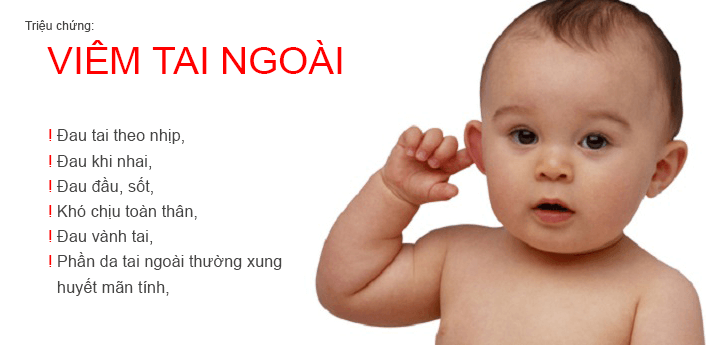 Triệu chứng:
VIÊM TAI NGOÀI
! Đau tai theo nhịp,
! Đau khi nhai,
! Đau đầu, sốt,
! Khó chịu toàn thân,
! Đau vành tai,
! Phần da tai ngoài thường xung
huyết mãn tính,